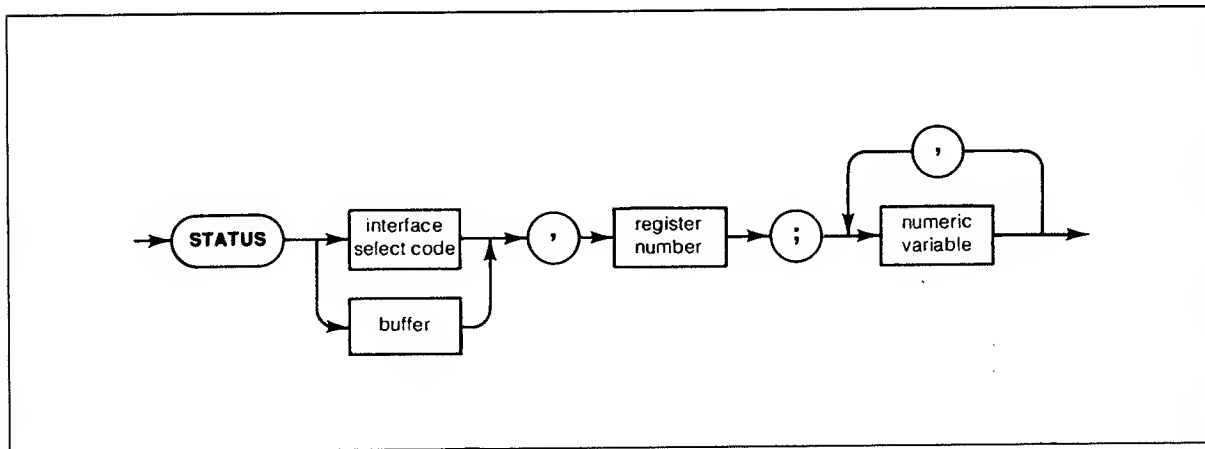 STATUS
interface
select code
buffer
,
register
number
;
,
numeric
variable